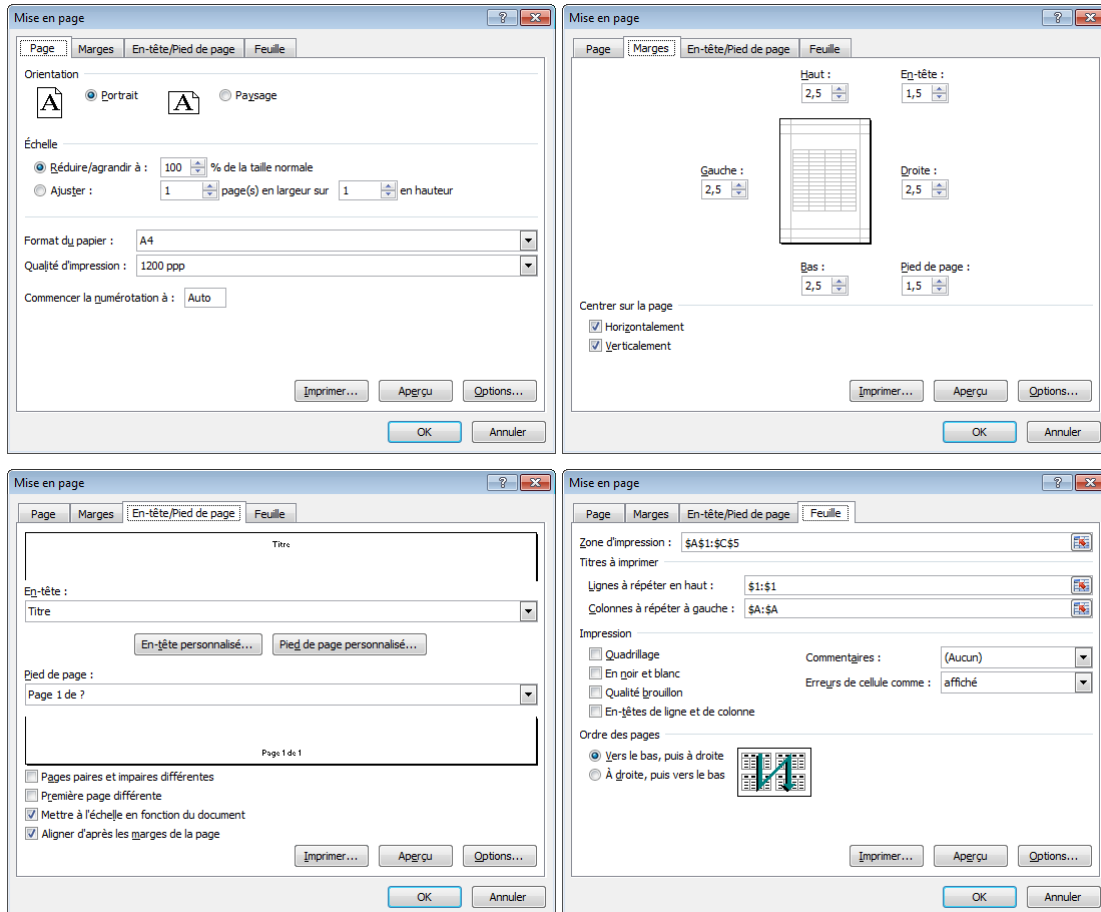 Mise en page
Page Marges En-tête/Pied de page Feuille
Orientation
A Portrait A Paysage
Échelle
Réduire/agrandir à : 100 % de la taille normale
Ajuster : 1 page(s) en largeur sur 1 en hauteur
Format du papier : A4
Qualité d'impression : 1200 ppp
Commencer la numérotation à : Auto
Imprimer... Aperçu Options...
OK Annuler
Mise en page
Page Marges En-tête/Pied de page Feuille
Haut : En-tête :
2,5 1,5
Gauche : Droite :
2,5 2,5
Bas : Pied de page :
2,5 1,5
Centrer sur la page
Horizontalement
Verticalement
Imprimer... Aperçu Options...
OK Annuler
Mise en page
Page Marges En-tête/Pied de page Feuille
Titre
En-tête :
Titre
En-tête personnalisé... Pied de page personnalisé...
Pied de page :
Page 1 de ?
Page 1 de 1
Pages paires et impaires différentes
Première page différente
Mettre à l'échelle en fonction du document
Aligner d'après les marges de la page
Imprimer... Aperçu Options...
OK Annuler
Mise en page
Page Marges En-tête/Pied de page Feuille
Zone d'impression : $A$1:$C$5
Titres à imprimer
Lignes à répéter en haut : $1:$1
Colonnes à répéter à gauche : $A:$A
Impression
Quadrillage Commentaires : (Aucun)
En noir et blanc Erreurs de cellule comme : affiché
Qualité brouillon
En-têtes de ligne et de colonne
Ordre des pages
Vers le bas, puis à droite
À droite, puis vers le bas
Imprimer... Aperçu Options...
OK Annuler